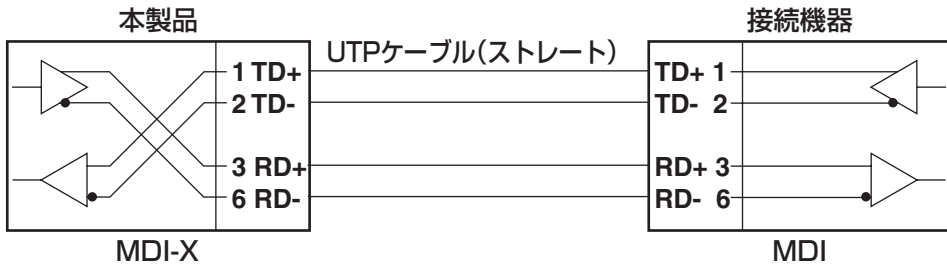 本製品
接続機器
UTPケーブル(ストレート)
1 TD+
2 TD-
3 RD+
6 RD-
TD+ 1
TD- 2
RD+ 3
RD- 6
MDI-X
MDI